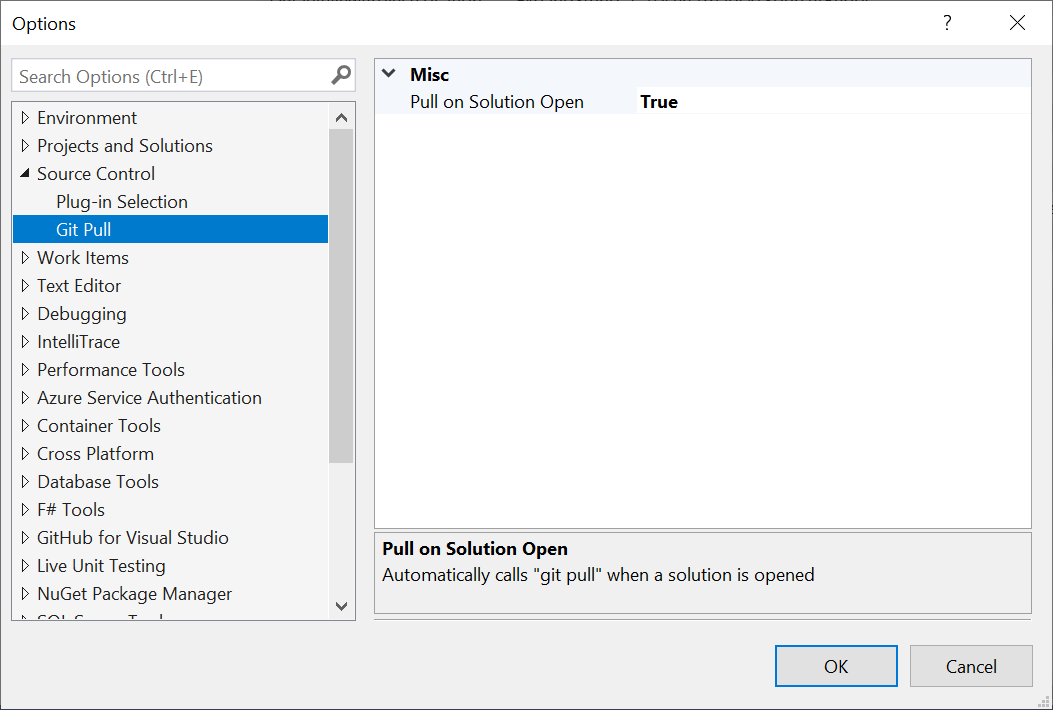 Options
?
Search Options (Ctrl+E)
Environment
Projects and Solutions
Source Control
Plug-in Selection
Git Pull
Work Items
Text Editor
Debugging
IntelliTrace
Performance Tools
Azure Service Authentication
Container Tools
Cross Platform
Database Tools
F# Tools
GitHub for Visual Studio
Live Unit Testing
NuGet Package Manager
Misc
Pull on Solution Open True
Pull on Solution Open
Automatically calls "git pull" when a solution is opened
OK Cancel